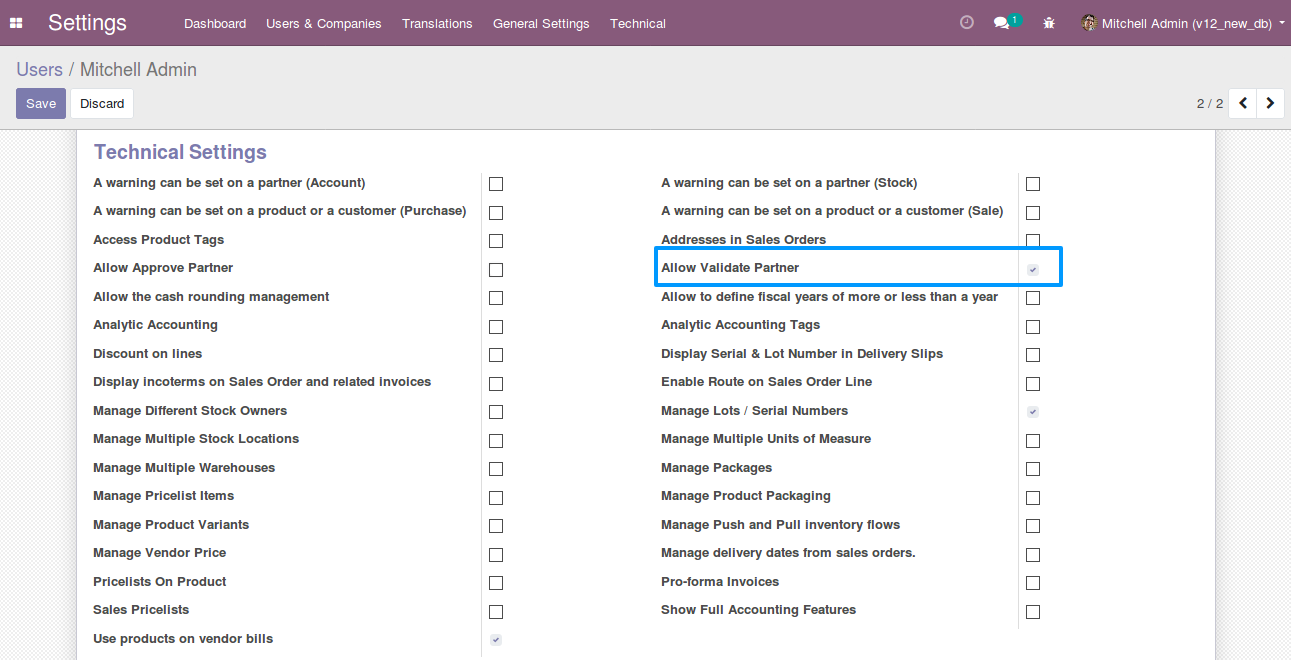 Settings Dashboard Users & Companies Translations General Settings Technical 1 Mitchell Admin (v12_new_db)
Users / Mitchell Admin
Save Discard 2 / 2
Technical Settings
A warning can be set on a partner (Account) A warning can be set on a partner (Stock)
A warning can be set on a product or a customer (Purchase) A warning can be set on a product or a customer (Sale)
Access Product Tags Addresses in Sales Orders
Allow Approve Partner Allow Validate Partner
Allow the cash rounding management Allow to define fiscal years of more or less than a year
Analytic Accounting Analytic Accounting Tags
Discount on lines Display Serial & Lot Number in Delivery Slips
Display incoterms on Sales Order and related invoices Enable Route on Sales Order Line
Manage Different Stock Owners Manage Lots / Serial Numbers
Manage Multiple Stock Locations Manage Multiple Units of Measure
Manage Multiple Warehouses Manage Packages
Manage Pricelist Items Manage Product Packaging
Manage Product Variants Manage Push and Pull inventory flows
Manage Vendor Price Manage delivery dates from sales orders.
Pricelists On Product Pro-forma Invoices
Sales Pricelists Show Full Accounting Features
Use products on vendor bills